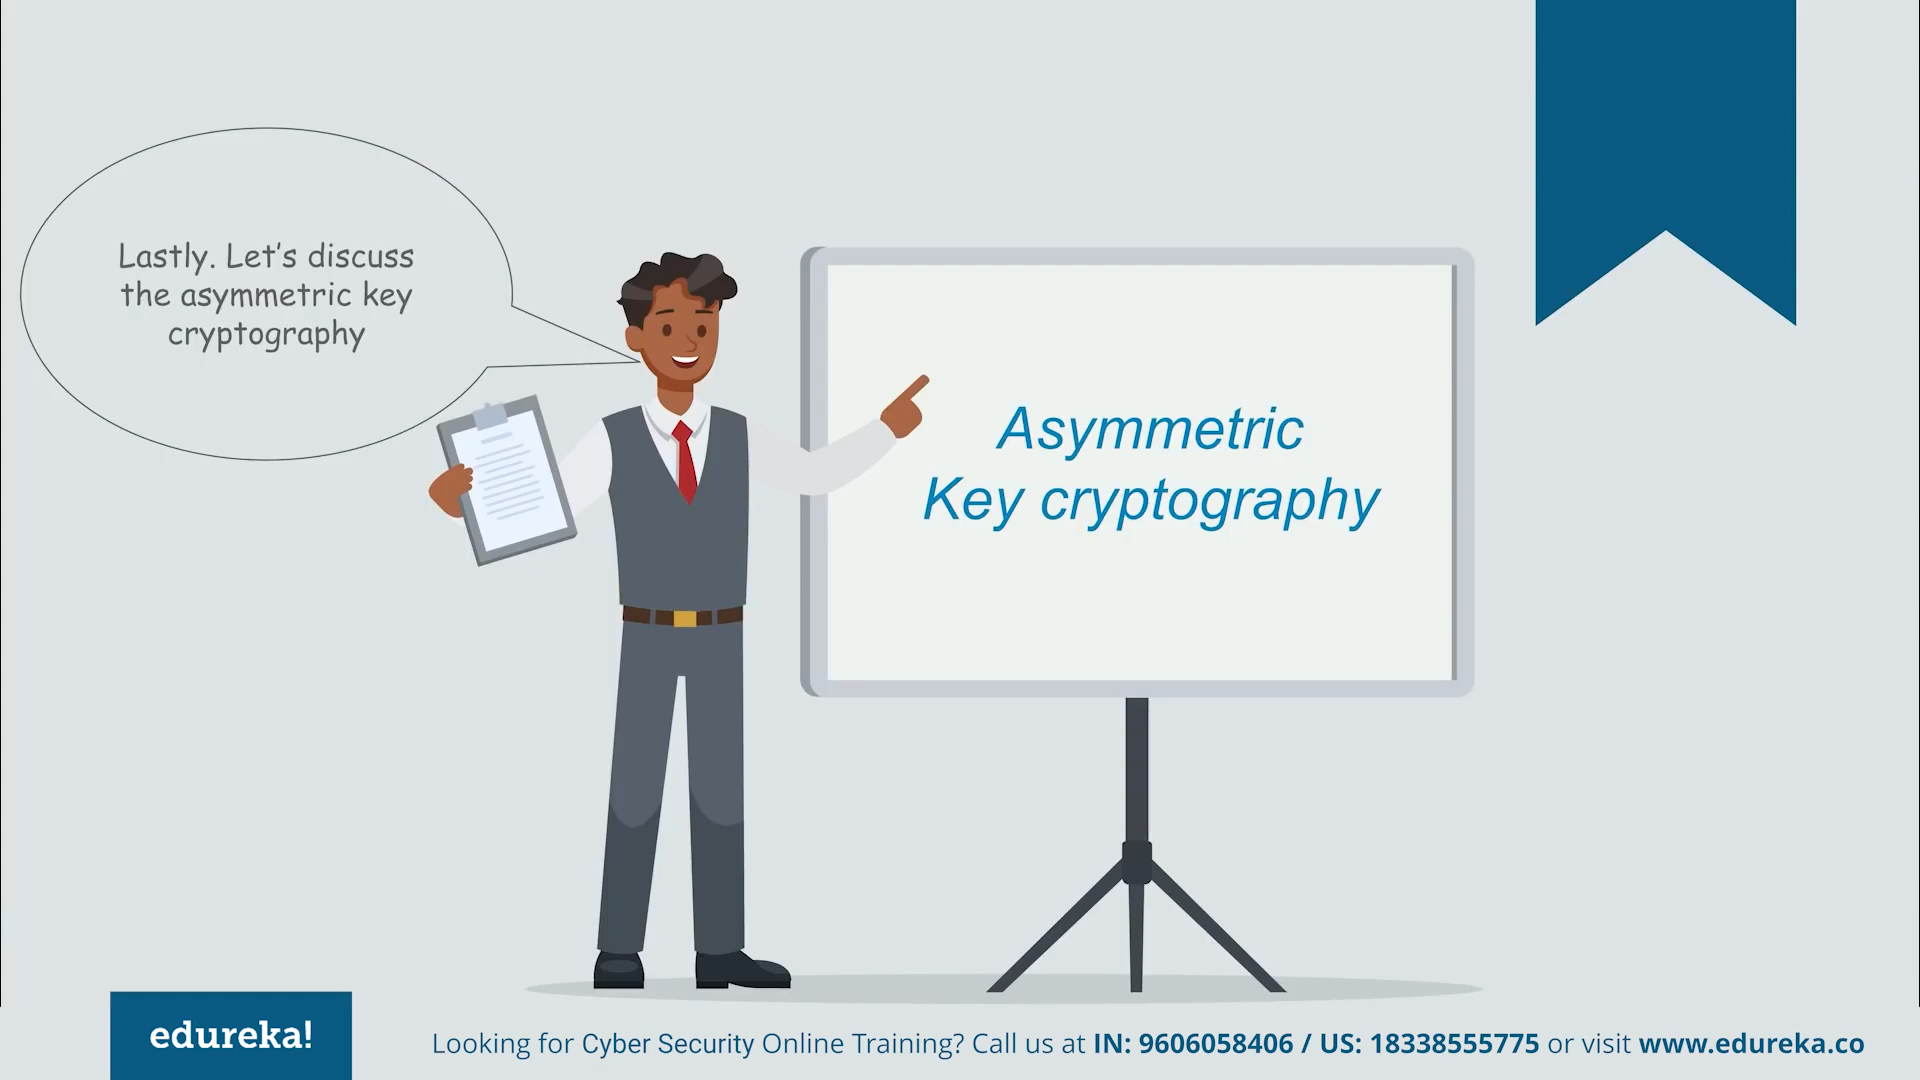 Lastly. Let's discuss
the asymmetric key
cryptography
Asymmetric
Key cryptography
edureka!
Looking for Cyber Security Online Training? Call us at IN: 9606058406 / US: 18338555775 or visit www.edureka.co